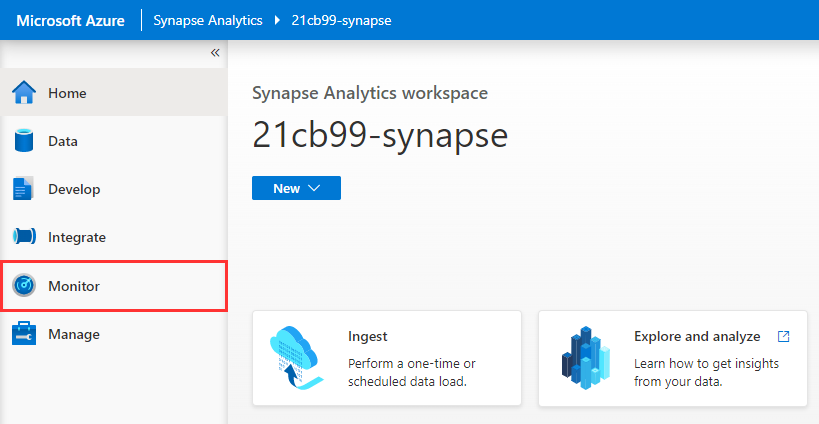 Microsoft Azure Synapse Analytics 21cb99-synapse
«
Home
Data
Develop
Integrate
Monitor
Manage
Synapse Analytics workspace
21cb99-synapse
New
Ingest
Perform a one-time or
scheduled data load.
Explore and analyze
Learn how to get insights
from your data.